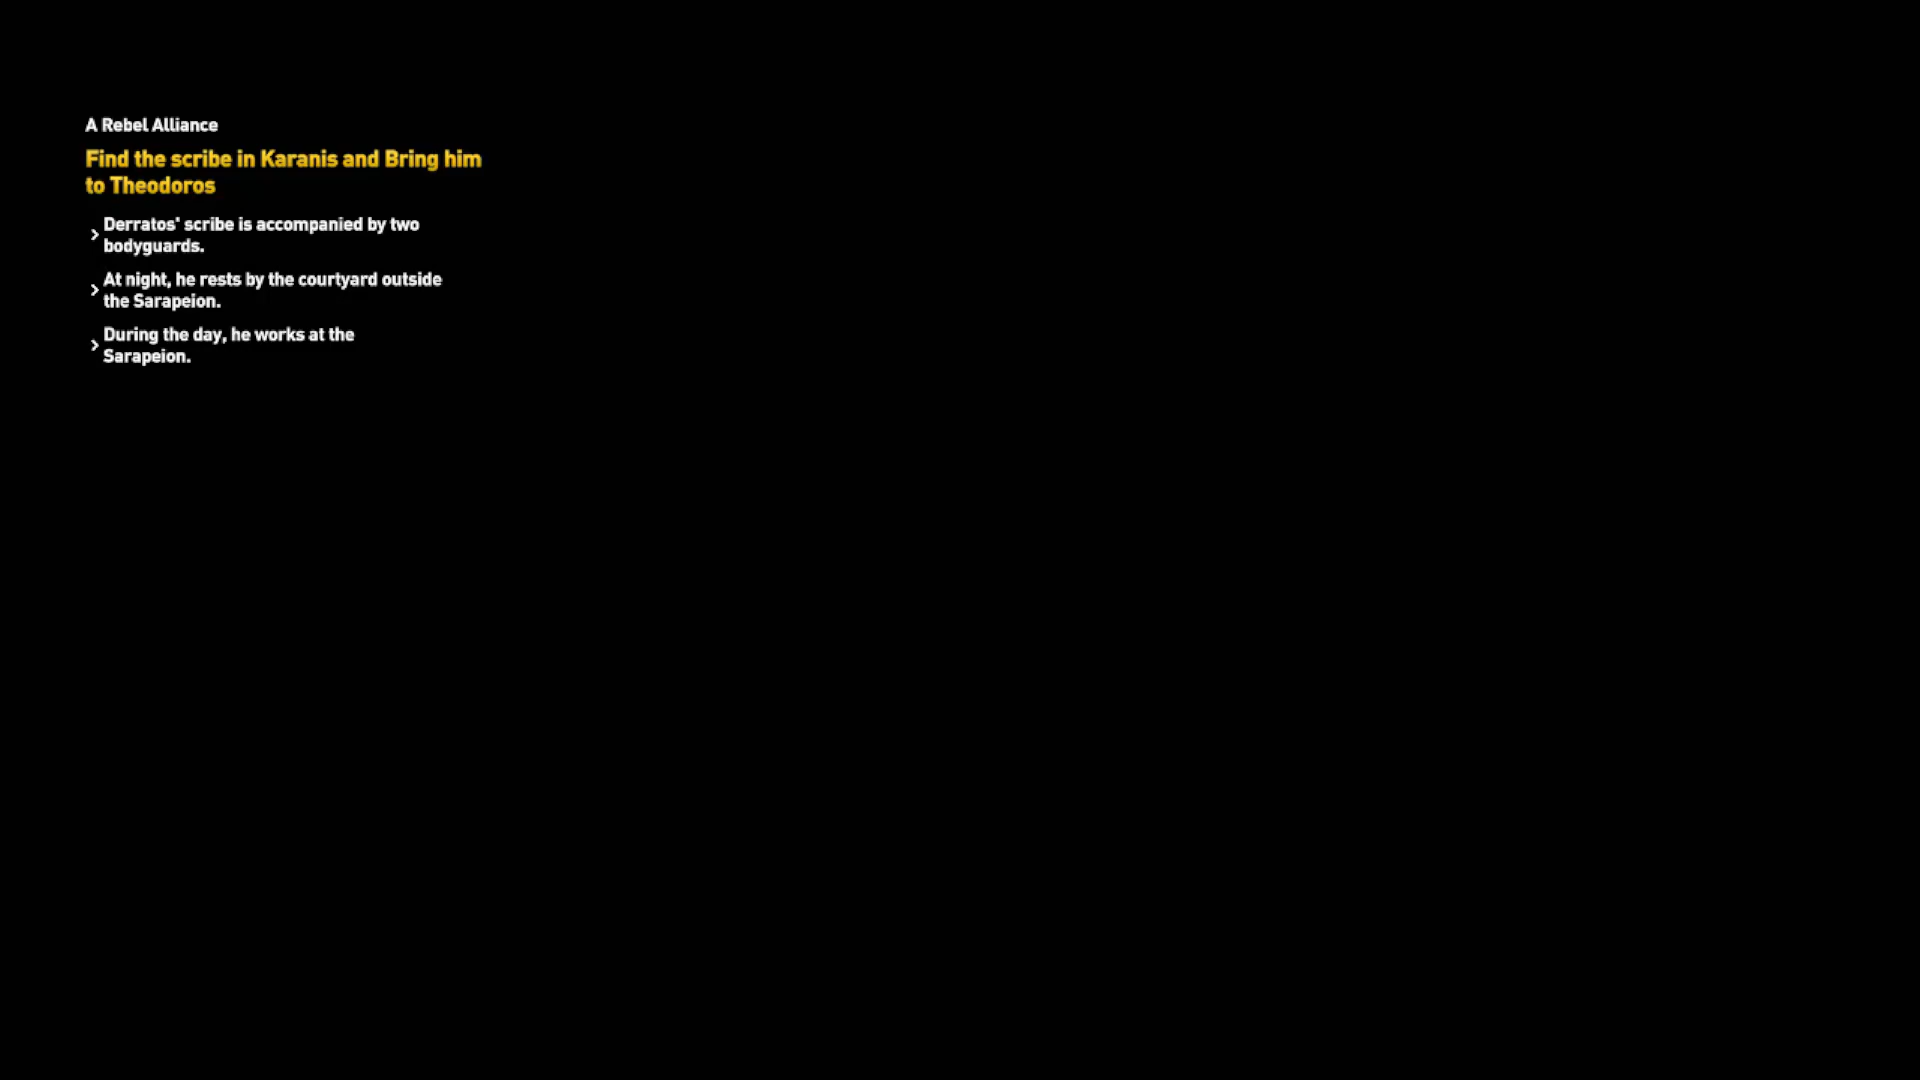 A Rebel Alliance
Find the scribe in Karanis and Bring him
to Theodoros
Derratos' scribe is accompanied by two
bodyguards.
At night, he rests by the courtyard outside
the Sarapeion.
During the day, he works at the
Sarapeion.